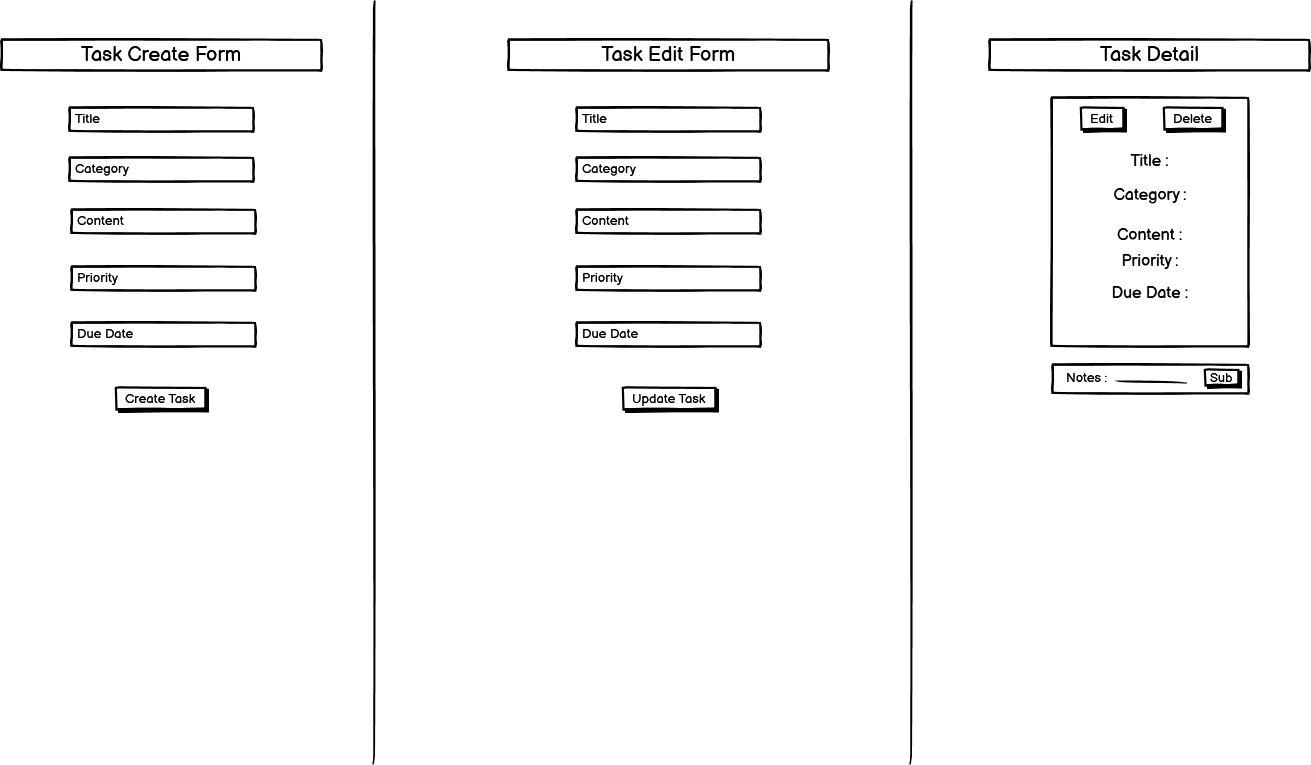 Task Create Form
Title
Category
Content
Priority
Due Date
Create Task
Task Edit Form
Title
Category
Content
Priority
Due Date
Update Task
Task Detail
Edit
Delete
Title :
Category :
Content :
Priority :
Due Date :
Notes :
Sub